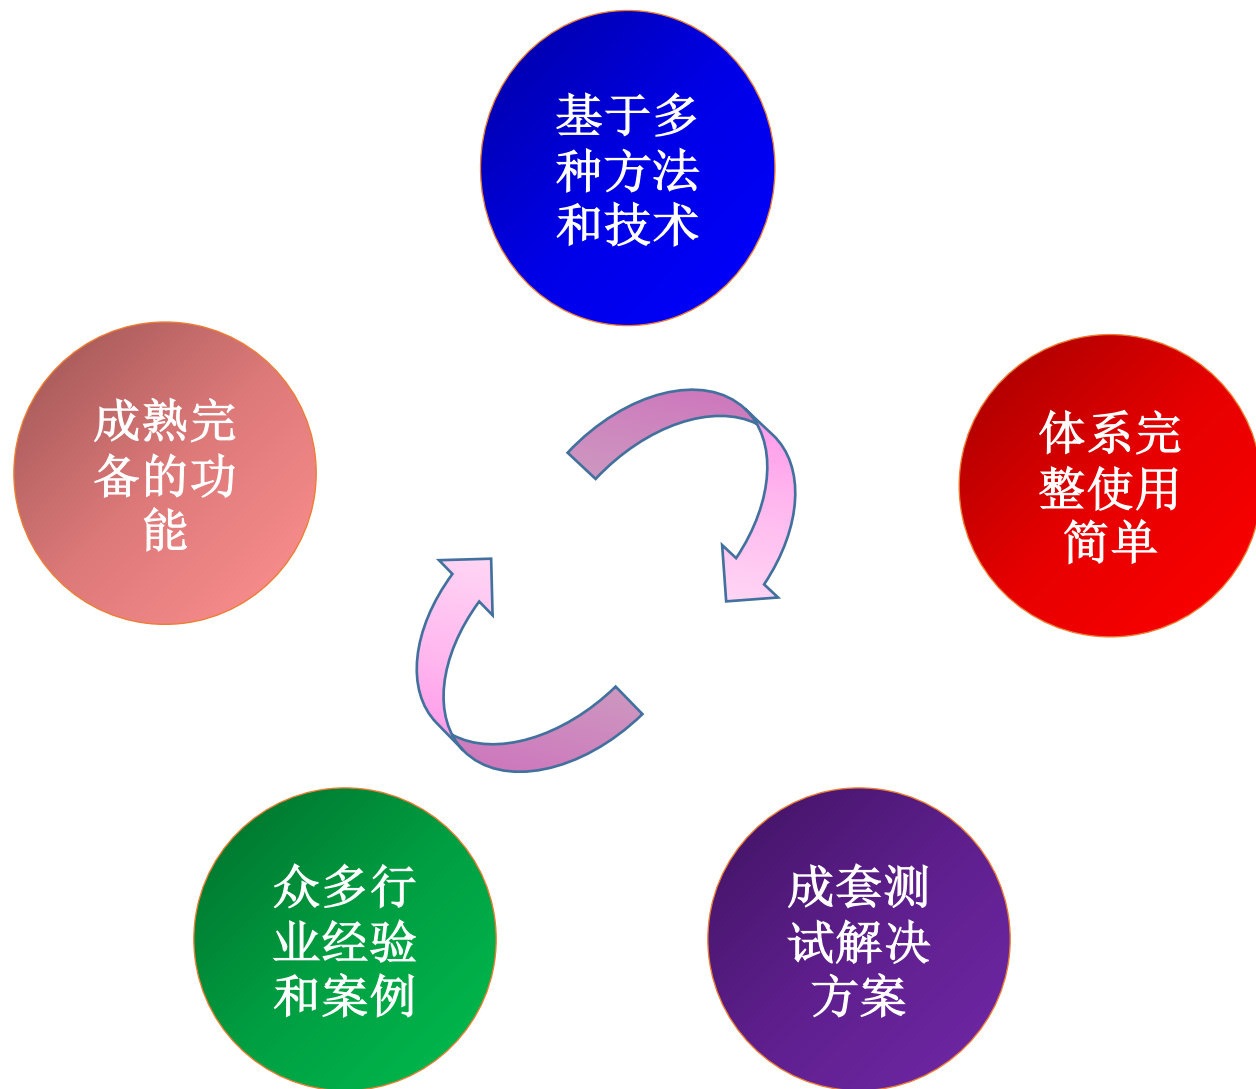 基于多
种方法
和技术
体系完
整使用
简单
成套测
试解决
方案
众多行
业经验
和案例
成熟完
备的功
能